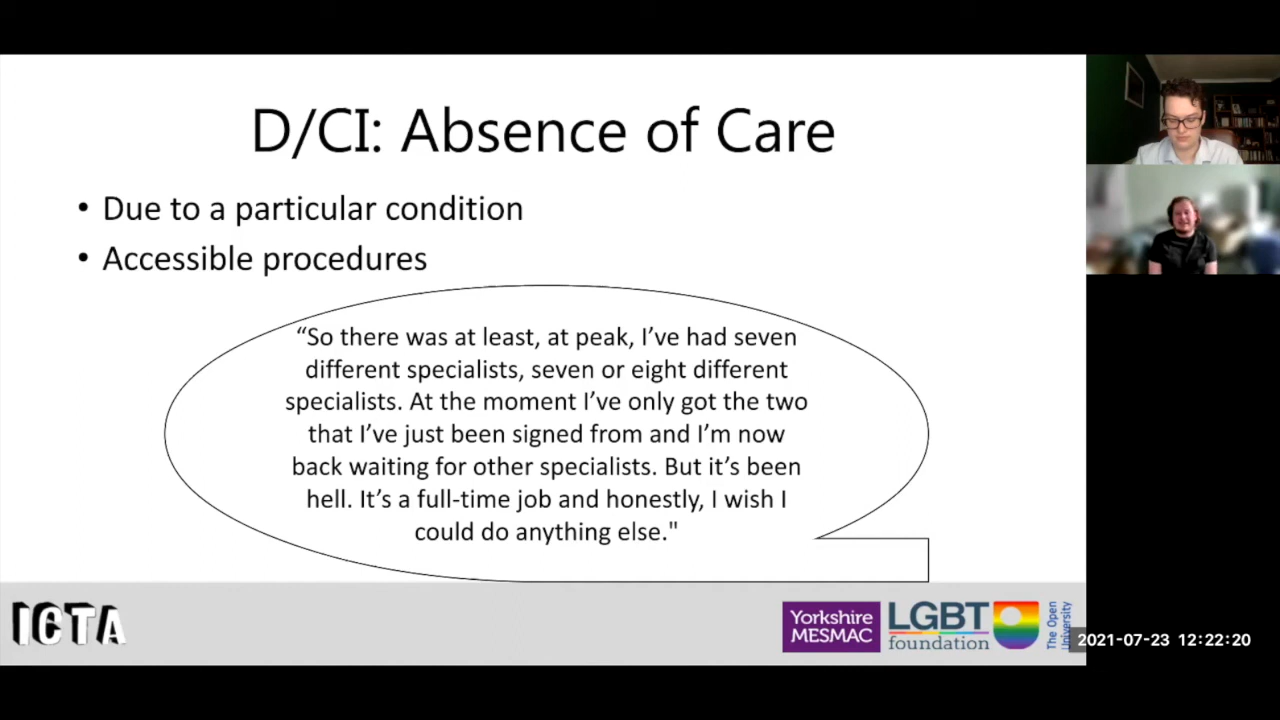 D/CI: Absence of Care
• Due to a particular condition
• Accessible procedures
“So there was at least, at peak, I’ve had seven
different specialists, seven or eight different
specialists. At the moment I’ve only got the two
that I’ve just been signed from and I’m now
back waiting for other specialists. But it’s been
hell. It’s a full-time job and honestly, I wish I
could do anything else."
ICTA
Yorkshire
MESMAC
LGBT
foundation
The Open
University
2021-07-23 12:22:20